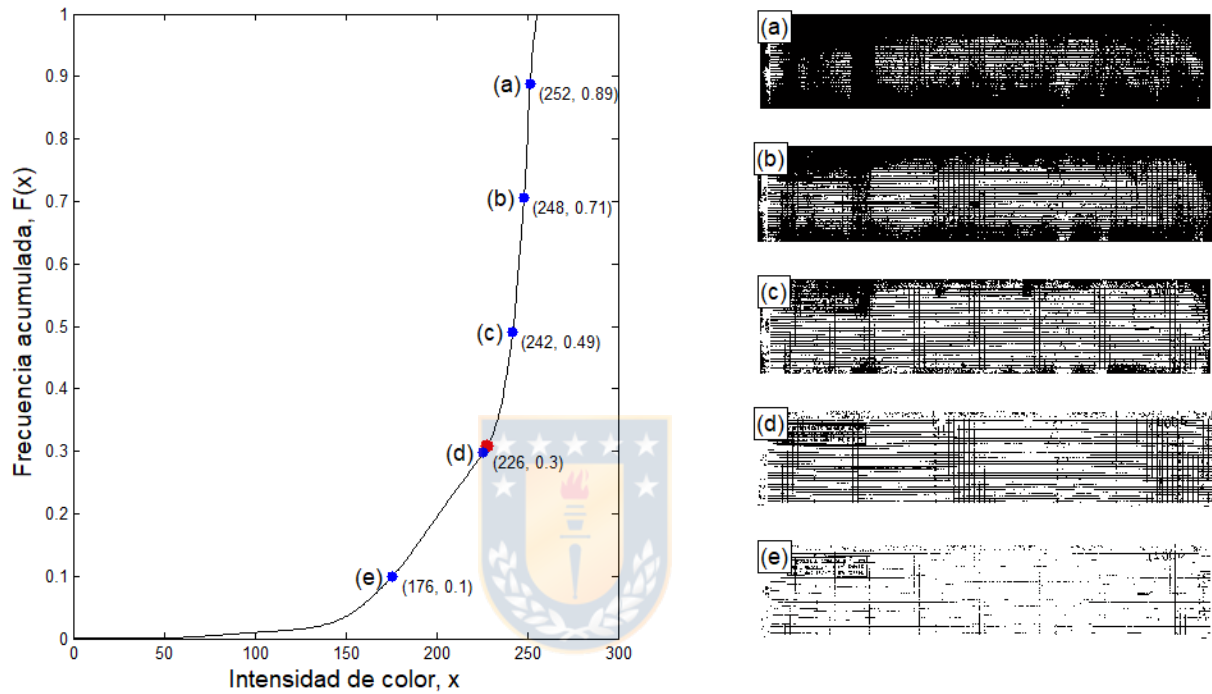 1
0.9
0.8
0.7
0.6
0.5
0.4
0.3
0.2
0.1
0
0
50
100
150
200
250
300
Frecuencia acumulada, F(x)
Intensidad de color, x
(a)
(252, 0.89)
(b)
(248, 0.71)
(c)
(242, 0.49)
(d)
(226, 0.3)
(e)
(176, 0.1)
(a)
(b)
(c)
(d)
(e)